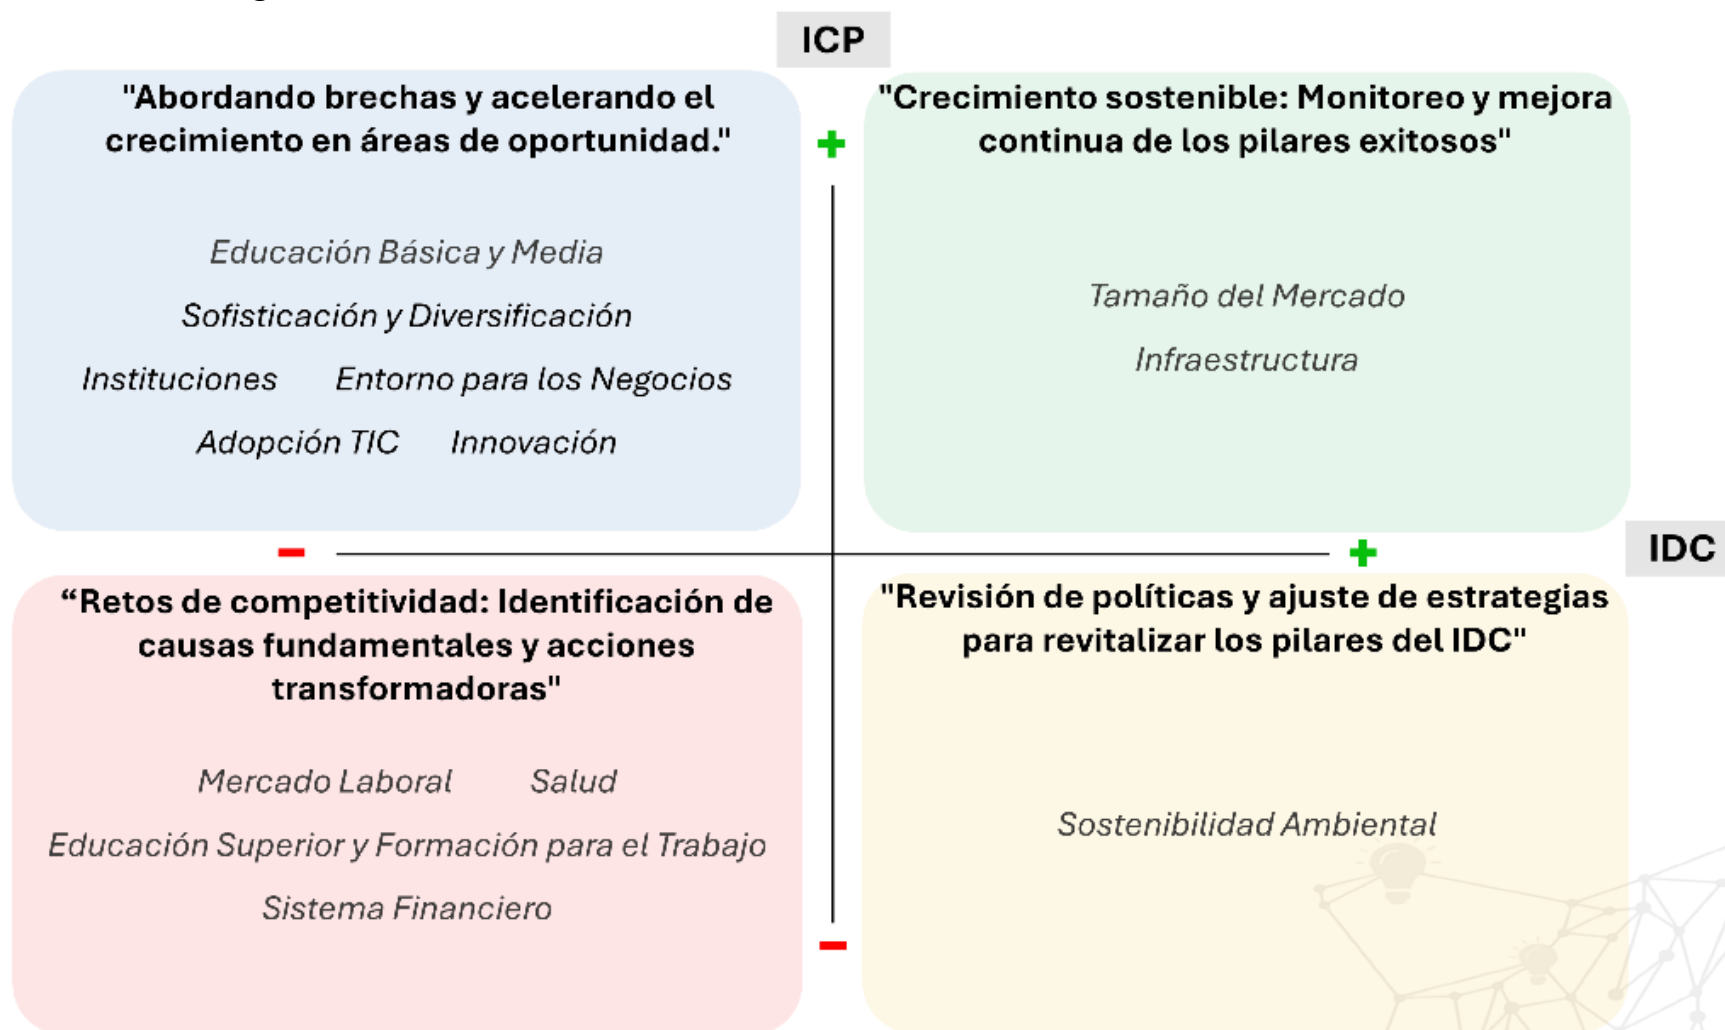 ICP
"Abordando brechas y acelerando el
crecimiento en áreas de oportunidad."
Educación Básica y Media
Sofisticación y Diversificación
Instituciones Entorno para los Negocios
Adopción TIC Innovación
+
"Crecimiento sostenible: Monitoreo y mejora
continua de los pilares exitosos"
Tamaño del Mercado
Infraestructura
-
+
IDC
“Retos de competitividad: Identificación de
causas fundamentales y acciones
transformadoras"
Mercado Laboral Salud
Educación Superior y Formación para el Trabajo
Sistema Financiero
-
"Revisión de políticas y ajuste de estrategias
para revitalizar los pilares del IDC"
Sostenibilidad Ambiental